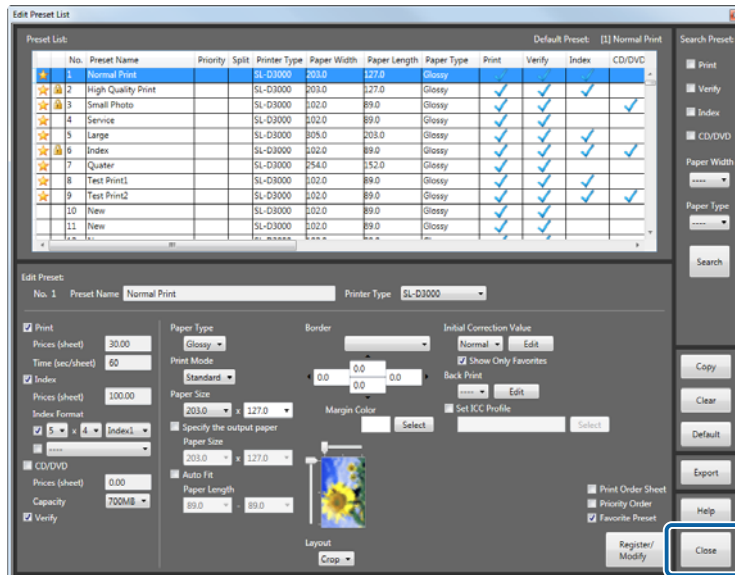 Edit Preset List
Preset List:
Default Preset: [1] Normal Print
No. Preset Name Priority Split Printer Type Paper Width Paper Length Paper Type Print Verify Index CD/DVD
1 Normal Print SL-D3000 203.0 127.0 Glossy
2 High Quality Print SL-D3000 203.0 127.0 Glossy
3 Small Photo SL-D3000 102.0 89.0 Glossy
4 Service SL-D3000 102.0 89.0 Glossy
5 Large SL-D3000 305.0 203.0 Glossy
6 Index SL-D3000 102.0 89.0 Glossy
7 Quater SL-D3000 254.0 152.0 Glossy
8 Test Print1 SL-D3000 102.0 89.0 Glossy
9 Test Print2 SL-D3000 102.0 89.0 Glossy
10 New SL-D3000 102.0 89.0 Glossy
11 New SL-D3000 102.0 89.0 Glossy
Search Preset:
Print
Verify
Index
CD/DVD
Paper Width
----
Paper Type
----
Search
Edit Preset:
No. 1 Preset Name Normal Print Printer Type SL-D3000
Print
Prices (sheet) 30.00
Time (sec/sheet) 60
Index
Prices (sheet) 100.00
Index Format
5 x 4 Index1
----
CD/DVD
Prices (sheet) 0.00
Capacity 700MB
Verify
Paper Type
Glossy
Print Mode
Standard
Paper Size
203.0 x 127.0
Specify the output paper
Paper Size
203.0 x 127.0
Auto Fit
Paper Length
89.0 - 89.0
Border
0.0
0.0 0.0
0.0
Margin Color
Select
Layout
Crop
Initial Correction Value
Normal Edit
Show Only Favorites
Back Print
---- Edit
Set ICC Profile
Select
Print Order Sheet
Priority Order
Favorite Preset
Register/
Modify
Copy
Clear
Default
Export
Help
Close